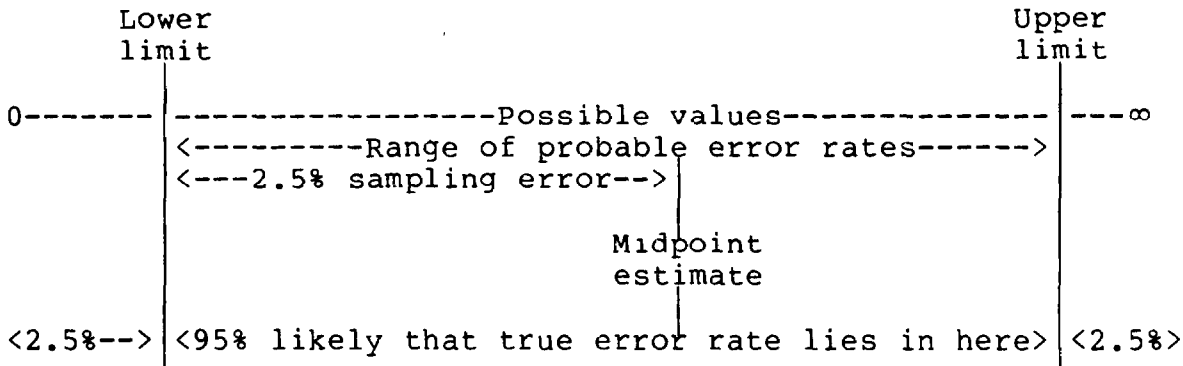 Lower Upper
limit limit
0------- -----------------Possible values-------------- ---∞
<---------Range of probable error rates------>
<---2.5% sampling error-->
Midpoint
estimate
<2.5%--> <95% likely that true error rate lies in here> <2.5%>